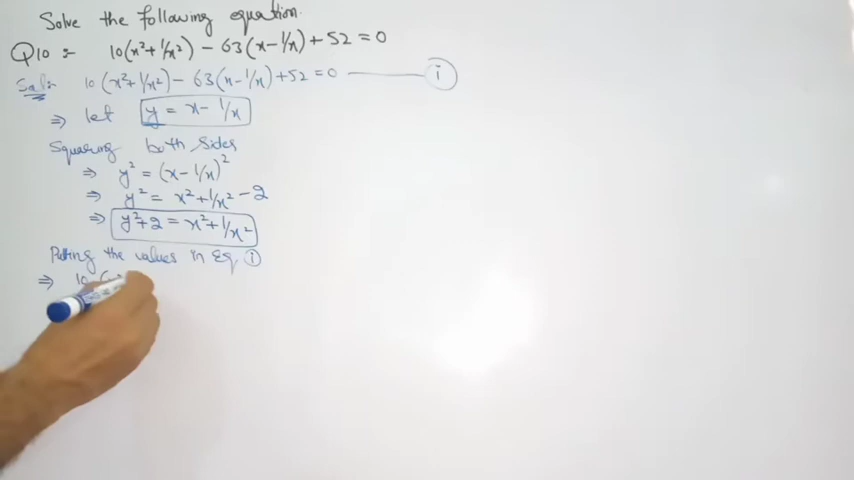 Solve the following equation.
Q10 :- 10(x²+1/x²) - 63(x-1/x)+52 = 0
Sol:- 10(x²+1/x²) - 63(x-1/x)+52 = 0 ——— i
⇒ let y = x - 1/x
Squaring both sides
⇒ y² = (x-1/x)²
⇒ y² = x²+1/x² - 2
⇒ y²+2 = x²+1/x²
Putting the values in Eq i
⇒ 10 (